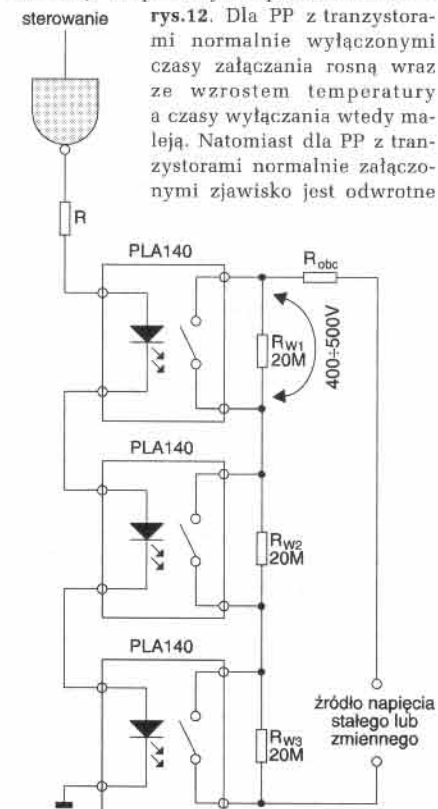 sterowanie
rys.12. Dla PP z tranzystora-
mi normalnie wyłączonymi
czasy załączania rosną wraz
ze wzrostem temperatury
a czasy wyłączania wtedy ma-
leją. Natomiast dla PP z tran-
zystorami normalnie załączo-
nymi zjawisko jest odwrotne
R
PLA140
Robc
RW1
20M
400÷500V
PLA140
RW2
20M
PLA140
RW3
20M
źródło napięcia
stałego lub
zmiennego